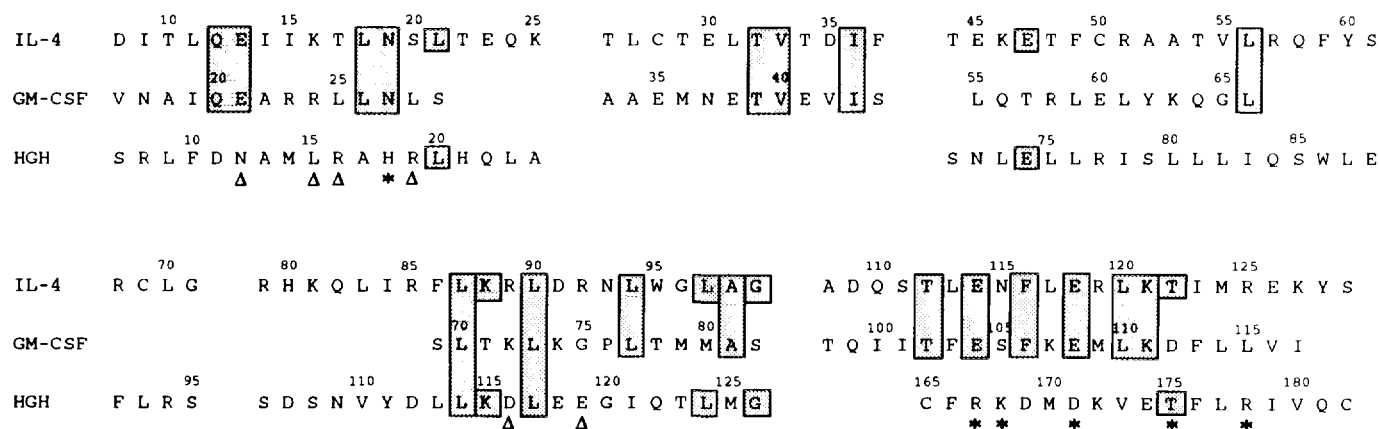 10 15 20 25 30 35 45 50 55 60
IL-4 D I T L Q E I I K T L N S L T E Q K T L C T E L T V T D I F T E K E T F C R A A T V L R Q F Y S
20 25 35 40 55 60 65
GM-CSF V N A I Q E A R R L L N L S A A E M N E T V E V I S L Q T R L E L Y K Q G L
10 15 20 75 80 85
HGH S R L F D N A M L R A H R L H Q L A S N L E L L R I S L L L I Q S W L E
Δ Δ Δ * Δ
70 80 85 90 95 110 115 120 125
IL-4 R C L G R H K Q L I R F L K R L D R N L W G L A G A D Q S T L E N F L E R L K T I M R E K Y S
70 75 80 100 105 110 115
GM-CSF S L T K L K G P L T M M A S T Q I I T F E S F K E M L K D F L L V I
95 110 115 120 125 165 170 175 180
HGH F L R S S D S N V Y D L L K D L E E G I Q T L M G C F R K D M D K V E T F L R I V Q C
Δ Δ * * * * *